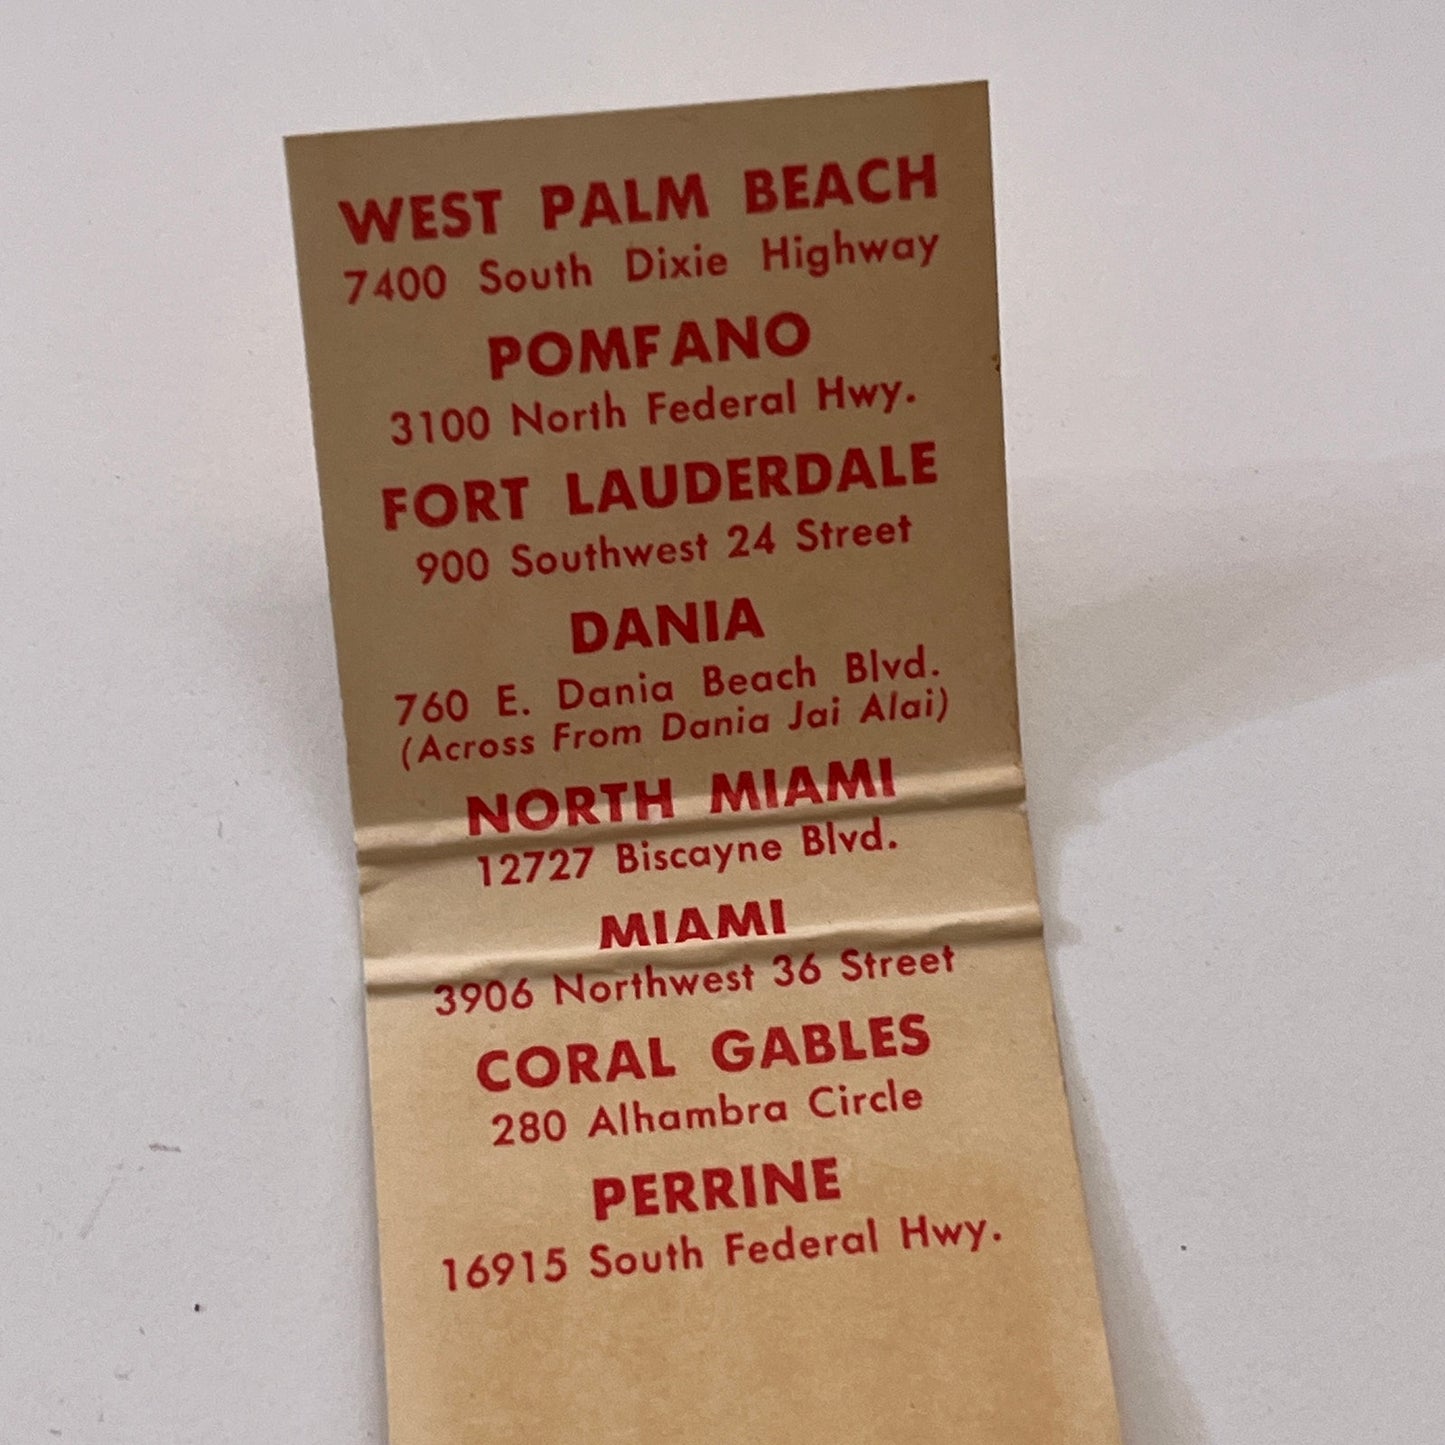 WEST PALM BEACH
7400 South Dixie Highway
POMFANO
3100 North Federal Hwy.
FORT LAUDERDALE
900 Southwest 24 Street
DANIA
760 E. Dania Beach Blvd.
(Across From Dania Jai Alai)
NORTH MIAMI
12727 Biscayne Blvd.
MIAMI
3906 Northwest 36 Street
CORAL GABLES
280 Alhambra Circle
PERRINE
16915 South Federal Hwy.